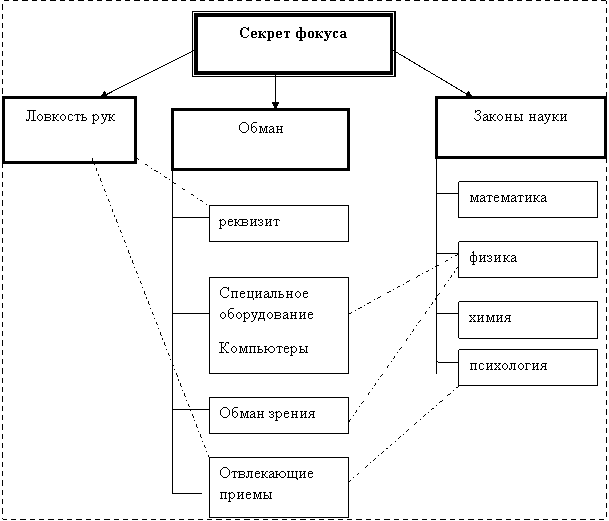 Секрет фокуса
Ловкость рук
Обман
Законы науки
реквизит
Специальное
оборудование
Компьютеры
Обман зрения
Отвлекающие
приемы
математика
физика
химия
психология